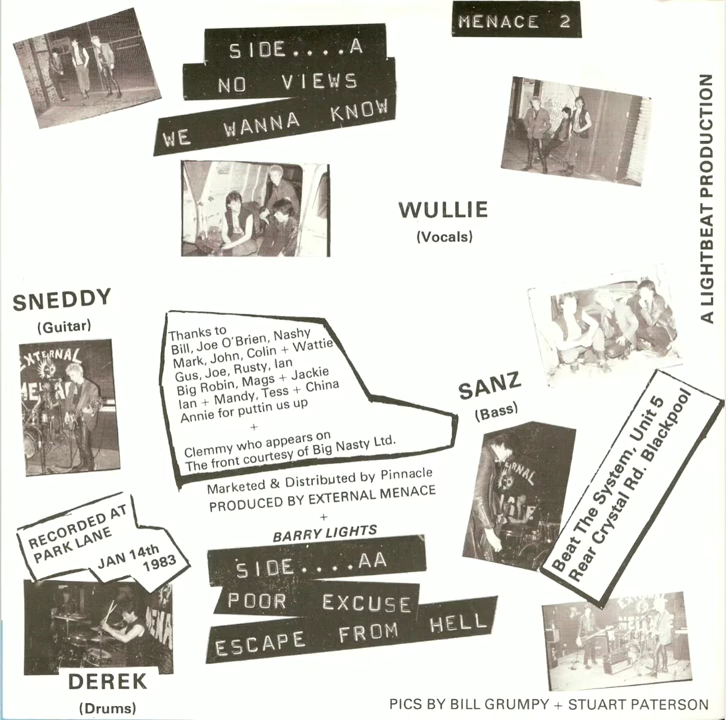 MENACE 2
SIDE....A
NO VIEWS
WE WANNA KNOW
A LIGHTBEAT PRODUCTION
WULLIE
(Vocals)
SNEDDY
(Guitar)
EXTERNAL
MENA
Thanks to
Bill, Joe O'Brien, Nashy
Mark, John, Colin + Wattie
Gus, Joe, Rusty, Ian
Big Robin, Mags + Jackie
Ian + Mandy, Tess + China
Annie for puttin us up
+
Clemmy who appears on
The front courtesy of Big Nasty Ltd.
SANZ
(Bass)
Beat The System, Unit 5
Rear Crystal Rd. Blackpool
Marketed & Distributed by Pinnacle
PRODUCED BY EXTERNAL MENACE
+
BARRY LIGHTS
RECORDED AT
PARK LANE
JAN 14th
1983
SIDE....AA
POOR EXCUSE
ESCAPE FROM HELL
DEREK
(Drums)
PICS BY BILL GRUMPY + STUART PATERSON